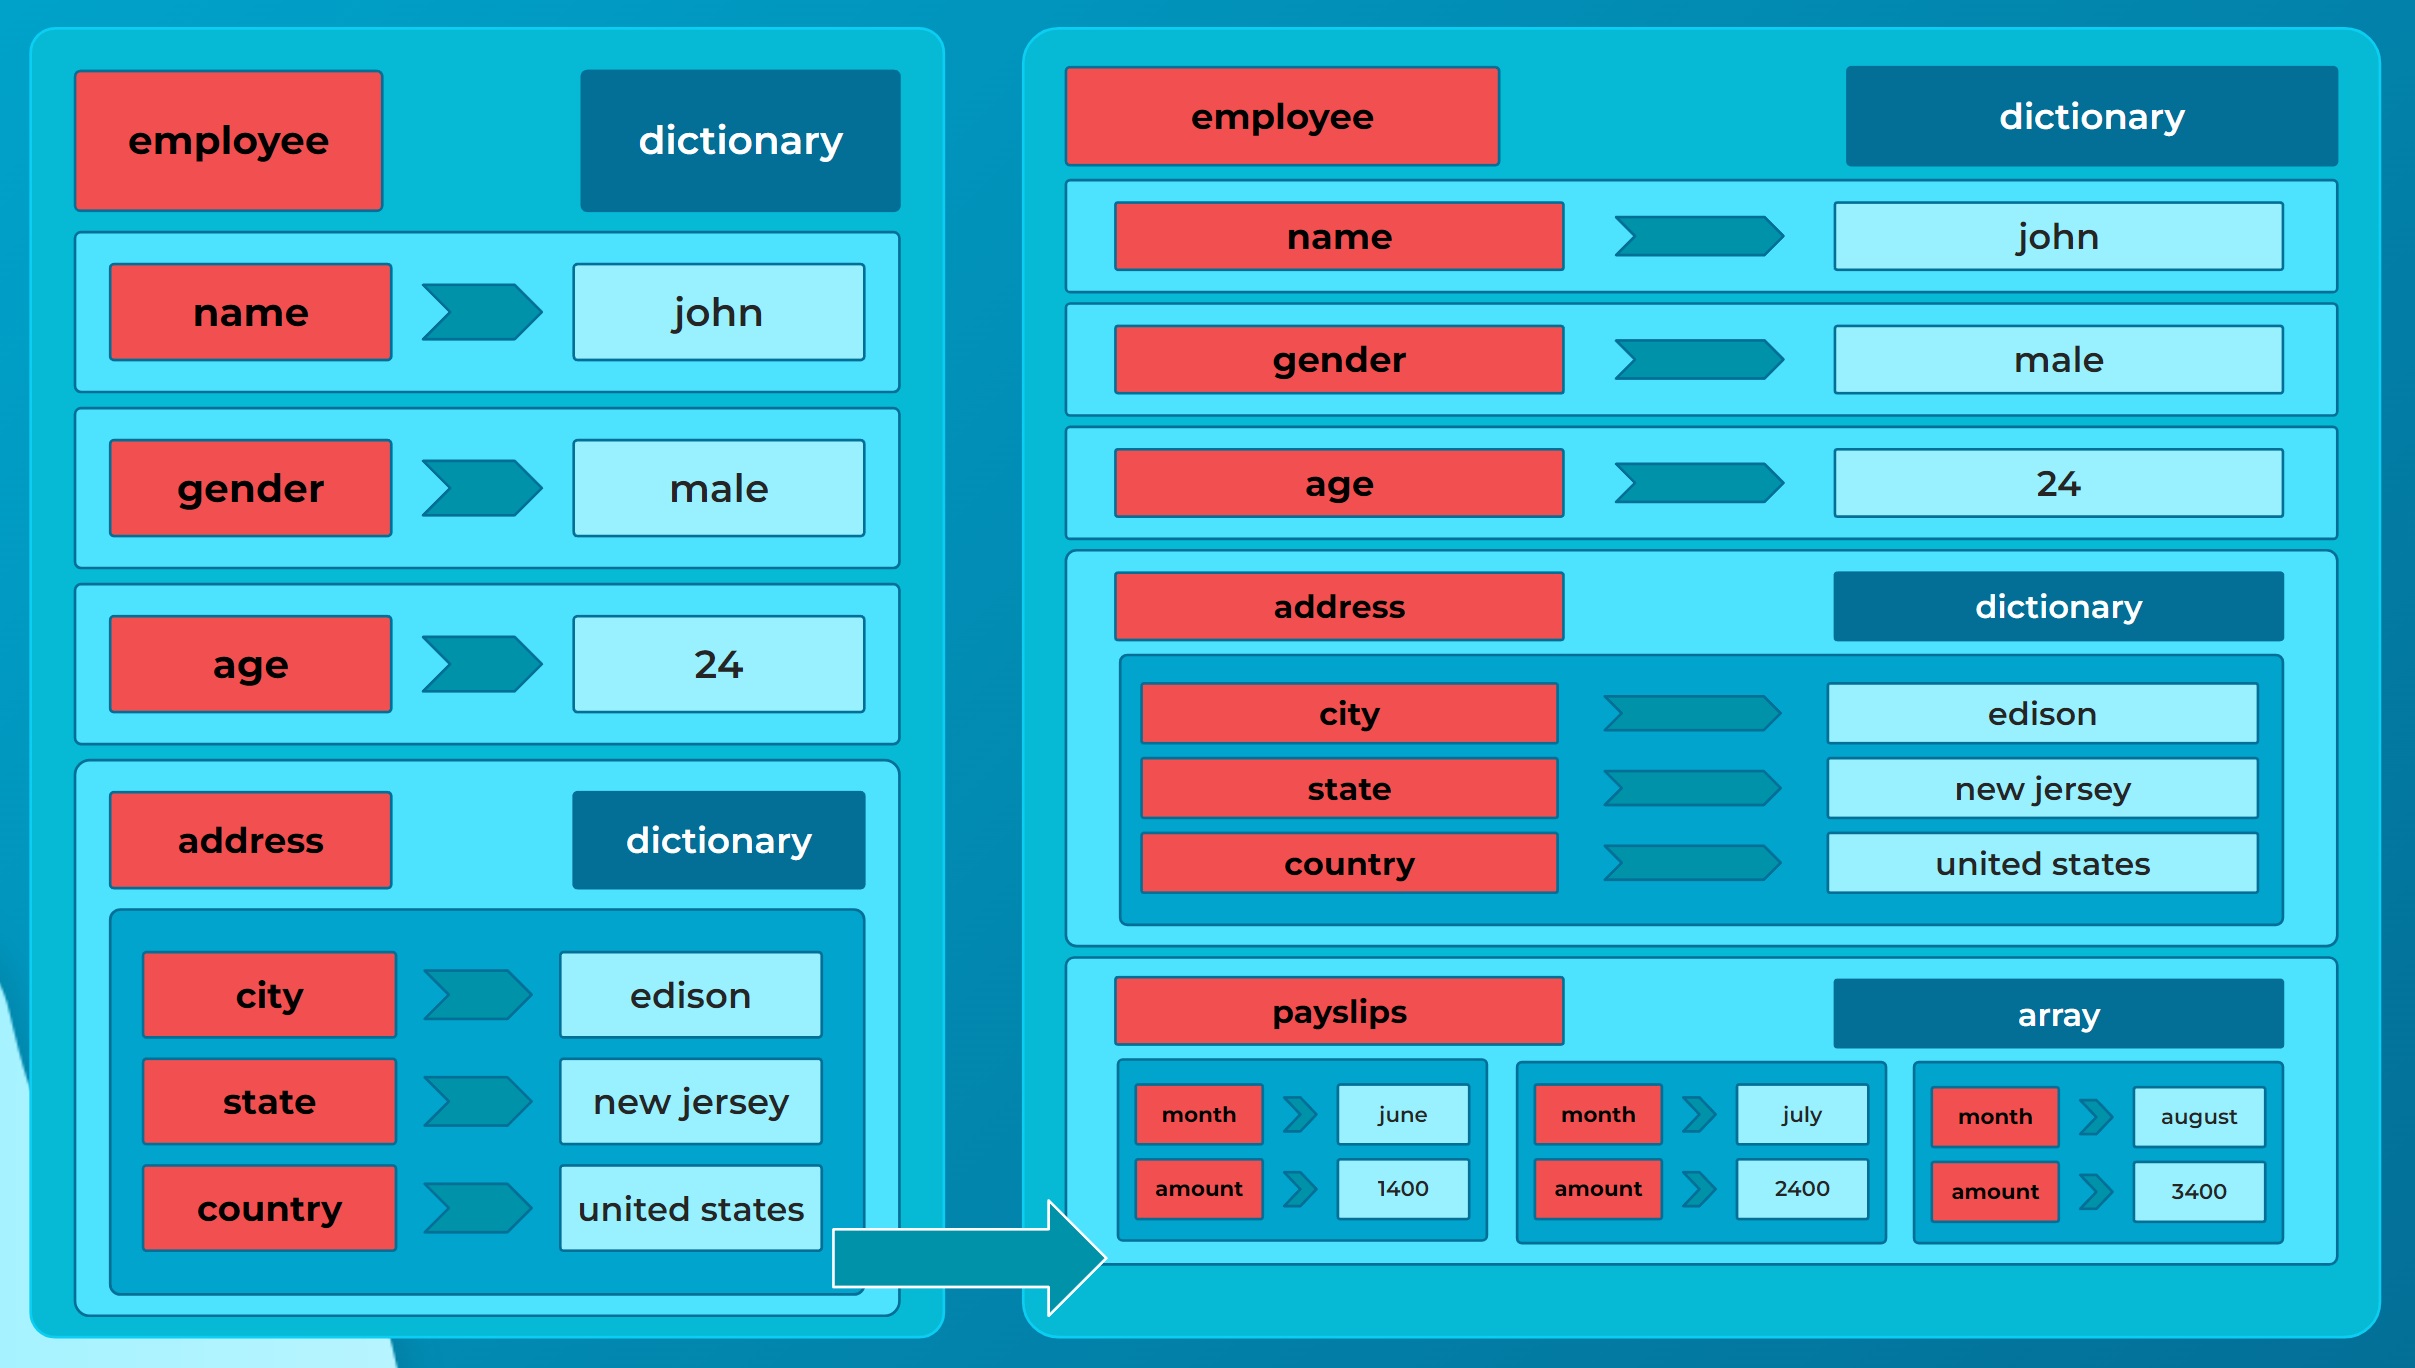 employee
dictionary
name
john
gender
male
age
24
address
dictionary
city
edison
state
new jersey
country
united states
employee
dictionary
name
john
gender
male
age
24
address
dictionary
city
edison
state
new jersey
country
united states
payslips
array
month
june
amount
1400
month
july
amount
2400
month
august
amount
3400